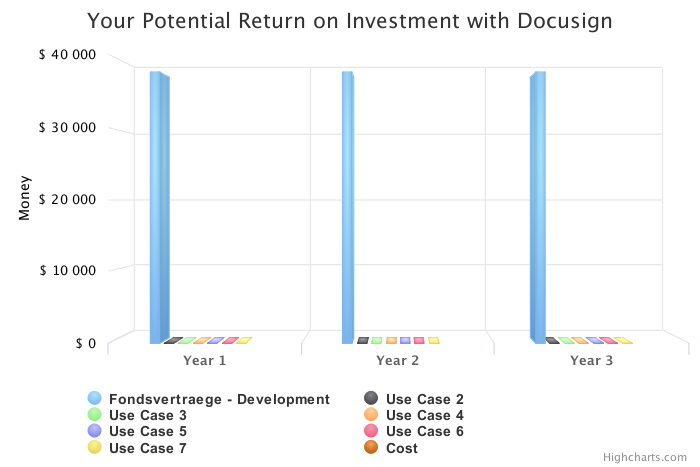 Your Potential Return on Investment with Docusign
$ 40 000
$ 30 000
$ 20 000
$ 10 000
$ 0
Money
Year 1
Year 2
Year 3
Fondsvertraege - Development
Use Case 2
Use Case 3
Use Case 4
Use Case 5
Use Case 6
Use Case 7
Cost
Highcharts.com